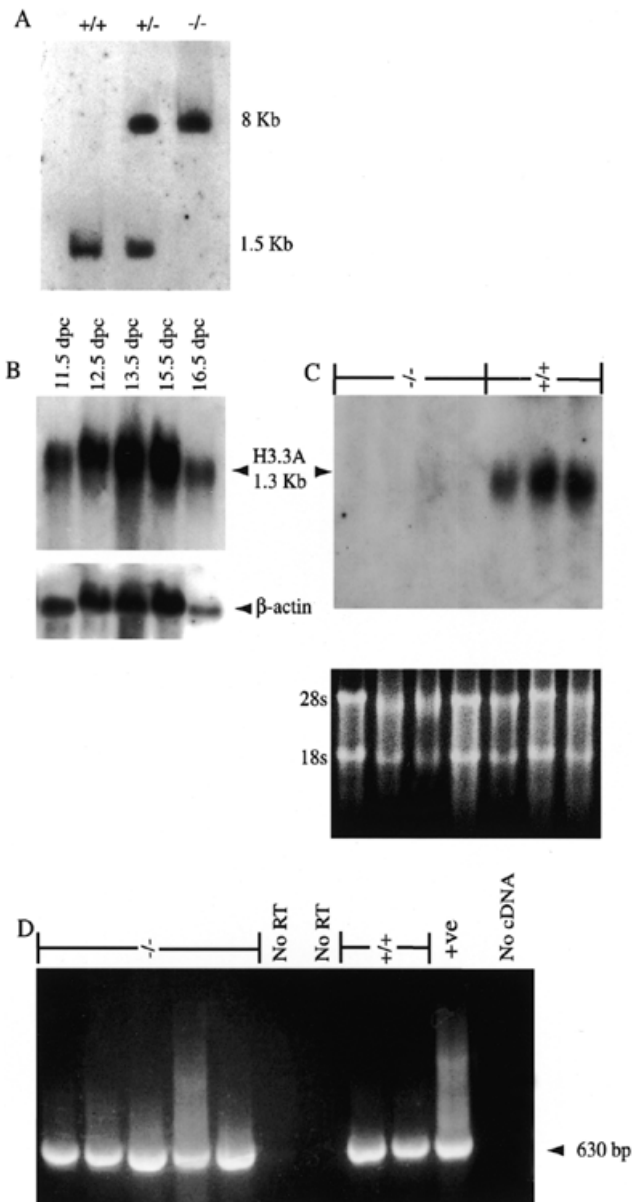 A
+/+ +/- -/-
8 Kb
1.5 Kb
B
11.5 dpc
12.5 dpc
13.5 dpc
15.5 dpc
16.5 dpc
H3.3A
1.3 Kb
β-actin
C
-/- +/+
28s
18s
D
-/-
No RT
No RT
+/+
+ve
No cDNA
630 bp